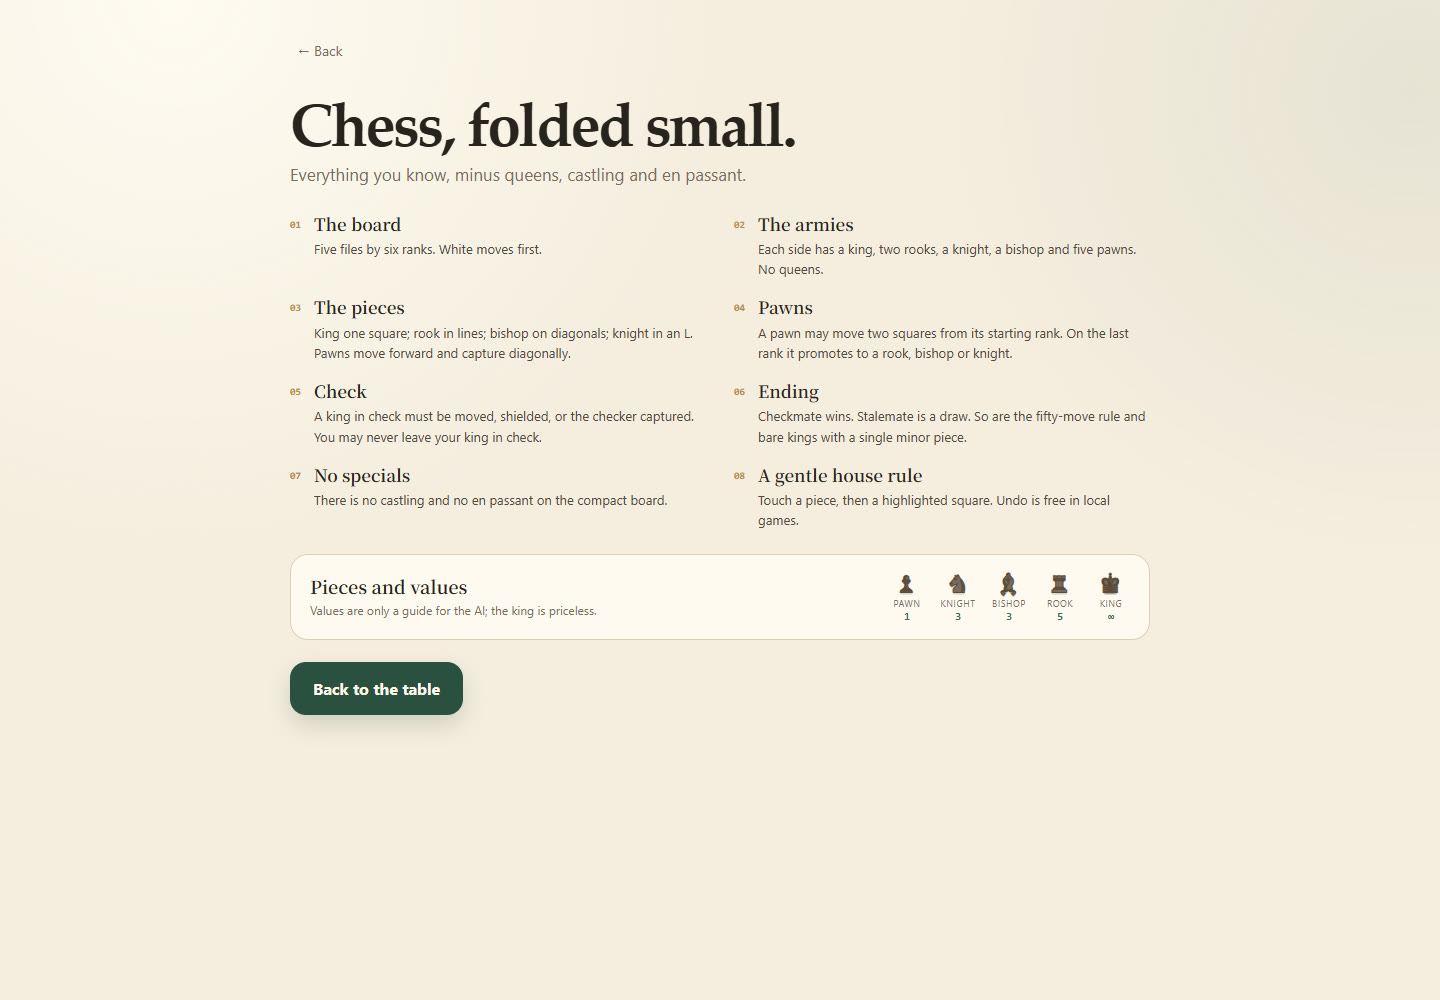 ← Back
Chess, folded small.
Everything you know, minus queens, castling and en passant.
01 The board
Five files by six ranks. White moves first.
02 The armies
Each side has a king, two rooks, a knight, a bishop and five pawns.
No queens.
03 The pieces
King one square; rook in lines; bishop on diagonals; knight in an L.
Pawns move forward and capture diagonally.
04 Pawns
A pawn may move two squares from its starting rank. On the last
rank it promotes to a rook, bishop or knight.
05 Check
A king in check must be moved, shielded, or the checker captured.
You may never leave your king in check.
06 Ending
Checkmate wins. Stalemate is a draw. So are the fifty-move rule and
bare kings with a single minor piece.
07 No specials
There is no castling and no en passant on the compact board.
08 A gentle house rule
Touch a piece, then a highlighted square. Undo is free in local
games.
Pieces and values
Values are only a guide for the AI; the king is priceless.
PAWN KNIGHT BISHOP ROOK KING
1 3 3 5 ∞
Back to the table